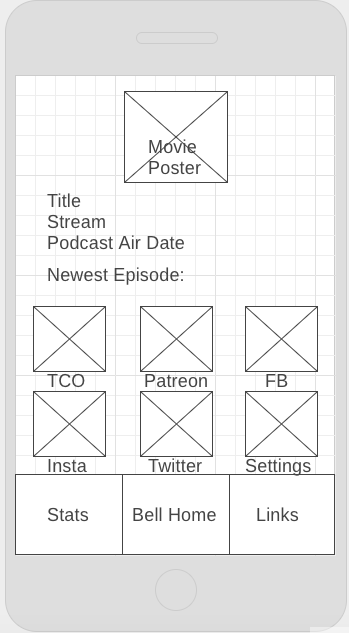 Movie
Poster
Title
Stream
Podcast Air Date
Newest Episode:
TCO Patreon FB
Insta Twitter Settings
Stats Bell Home Links